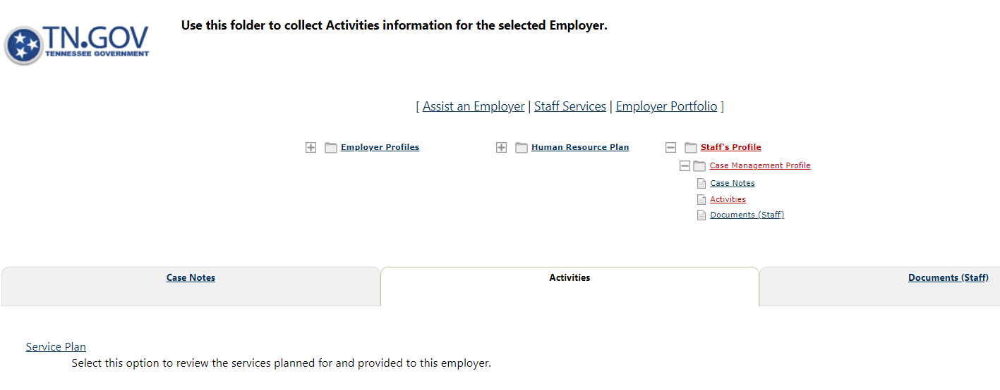 TN.GOV
TENNESSEE GOVERNMENT
Use this folder to collect Activities information for the selected Employer.
[ Assist an Employer | Staff Services | Employer Portfolio ]
Employer Profiles
Human Resource Plan
Staff's Profile
Case Management Profile
Case Notes
Activities
Documents (Staff)
Case Notes
Activities
Documents (Staff)
Service Plan
Select this option to review the services planned for and provided to this employer.